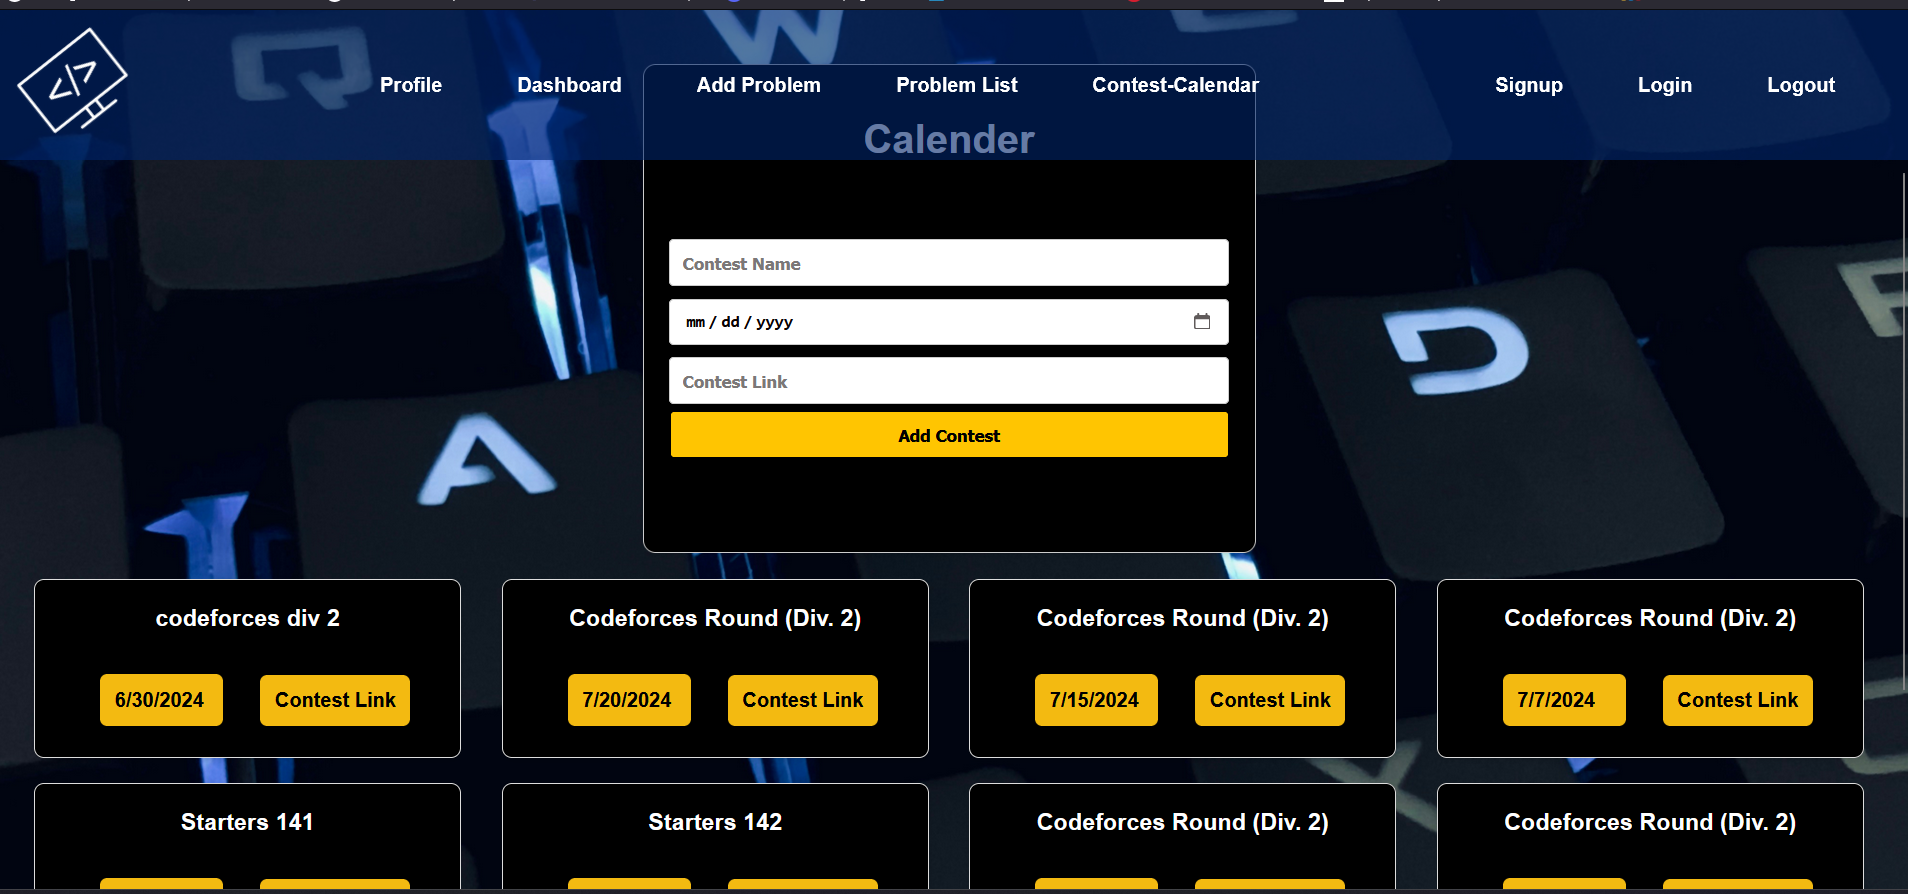 </>
Profile Dashboard Add Problem Problem List Contest-Calendar Signup Login Logout
Calender
Contest Name
mm / dd / yyyy
Contest Link
Add Contest
codeforces div 2 Codeforces Round (Div. 2) Codeforces Round (Div. 2) Codeforces Round (Div. 2)
6/30/2024 Contest Link 7/20/2024 Contest Link 7/15/2024 Contest Link 7/7/2024 Contest Link
Starters 141 Starters 142 Codeforces Round (Div. 2) Codeforces Round (Div. 2)
A
D